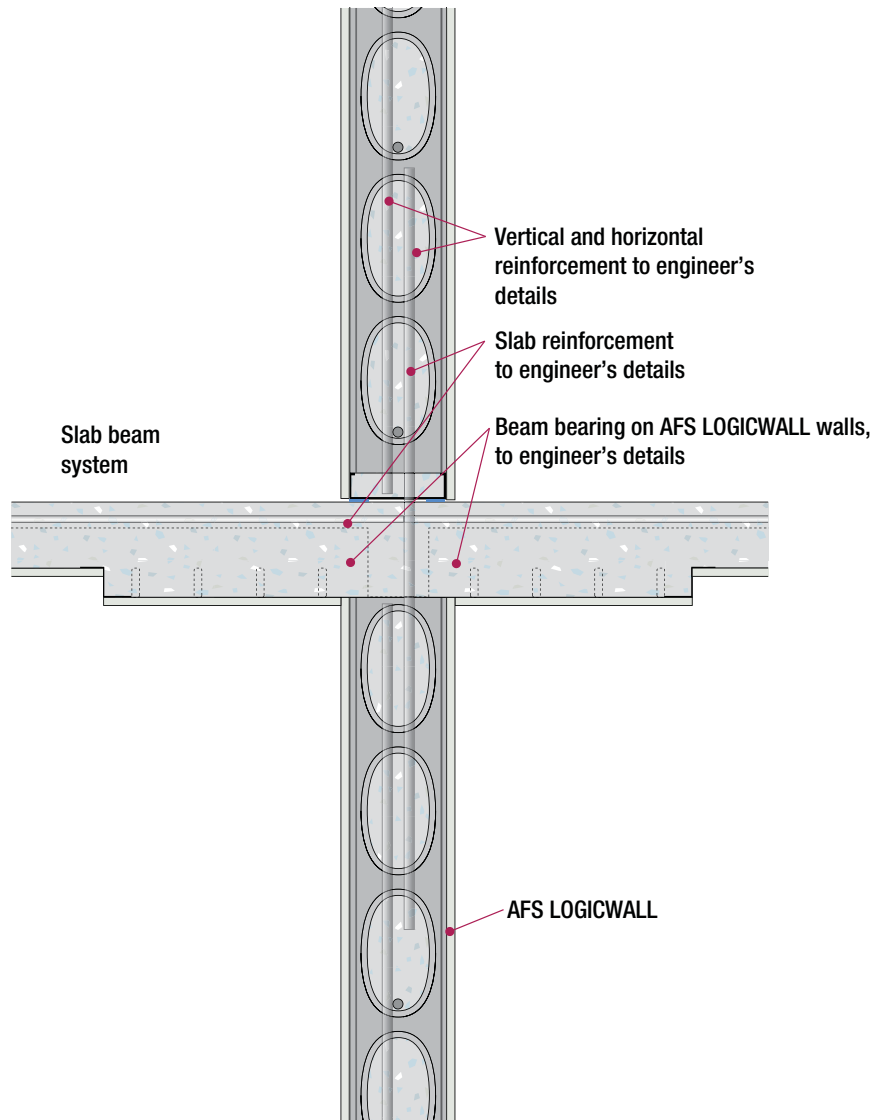 Vertical and horizontal
reinforcement to engineer’s
details
Slab reinforcement
to engineer’s details
Slab beam
system
Beam bearing on AFS LOGICWALL walls,
to engineer’s details
AFS LOGICWALL